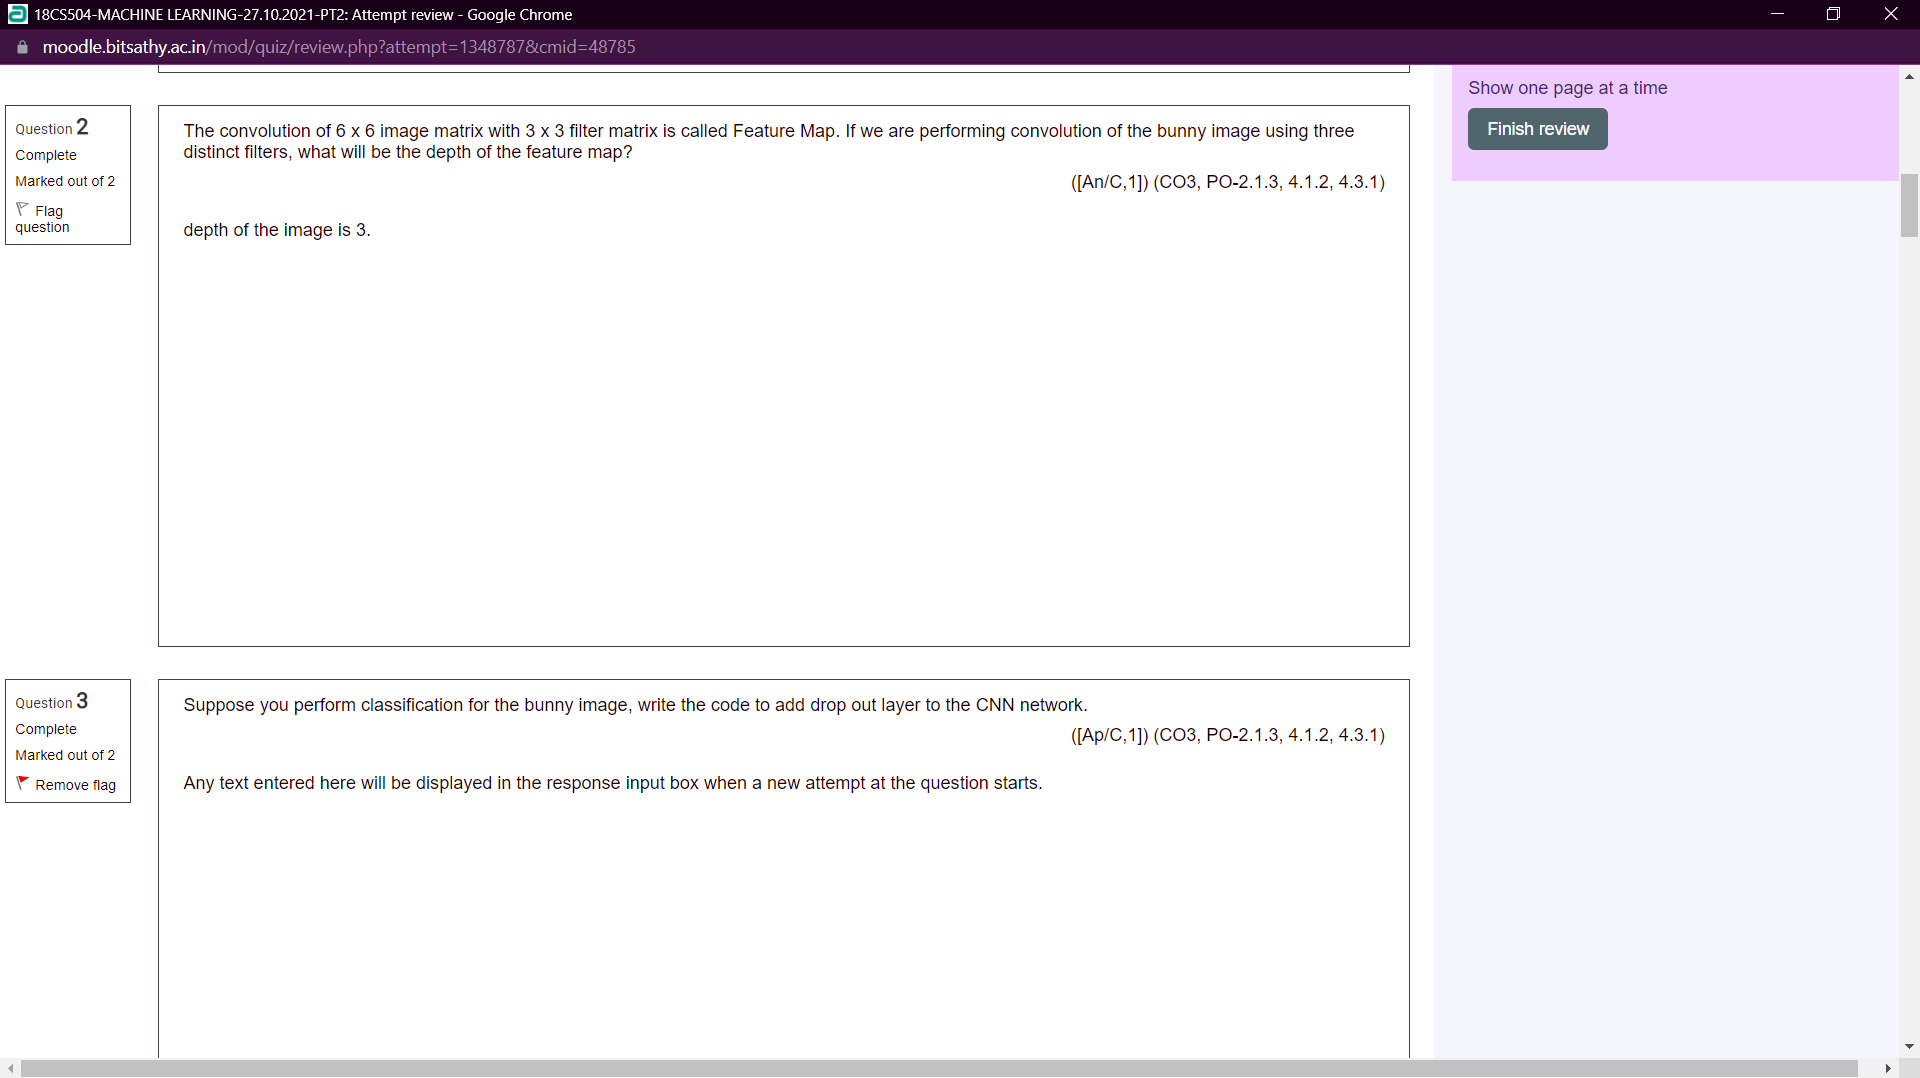 18CS504-MACHINE LEARNING-27.10.2021-PT2: Attempt review - Google Chrome
moodle.bitsathy.ac.in/mod/quiz/review.php?attempt=1348787&cmid=48785
Show one page at a time
Finish review
Question 2
Complete
Marked out of 2
Flag
question
The convolution of 6 x 6 image matrix with 3 x 3 filter matrix is called Feature Map. If we are performing convolution of the bunny image using three
distinct filters, what will be the depth of the feature map?
([An/C,1]) (CO3, PO-2.1.3, 4.1.2, 4.3.1)
depth of the image is 3.
Question 3
Complete
Marked out of 2
Remove flag
Suppose you perform classification for the bunny image, write the code to add drop out layer to the CNN network.
([Ap/C,1]) (CO3, PO-2.1.3, 4.1.2, 4.3.1)
Any text entered here will be displayed in the response input box when a new attempt at the question starts.